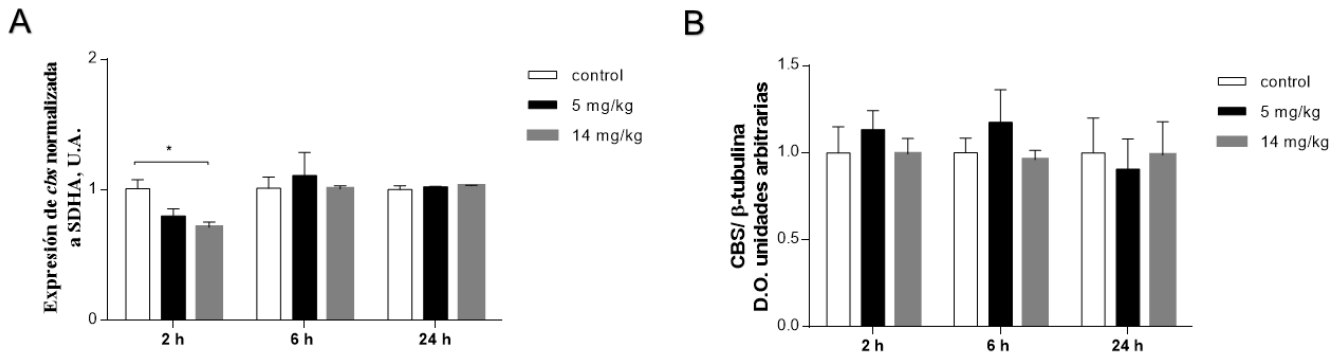 A
Expresión de cbs normalizada
a SDHA, U.A.
2
1
0
*
2 h
6 h
24 h
control
5 mg/kg
14 mg/kg
B
CBS/ β-tubulina
D.O. unidades arbitrarias
1.5
1.0
0.5
0.0
2 h
6 h
24 h
control
5 mg/kg
14 mg/kg